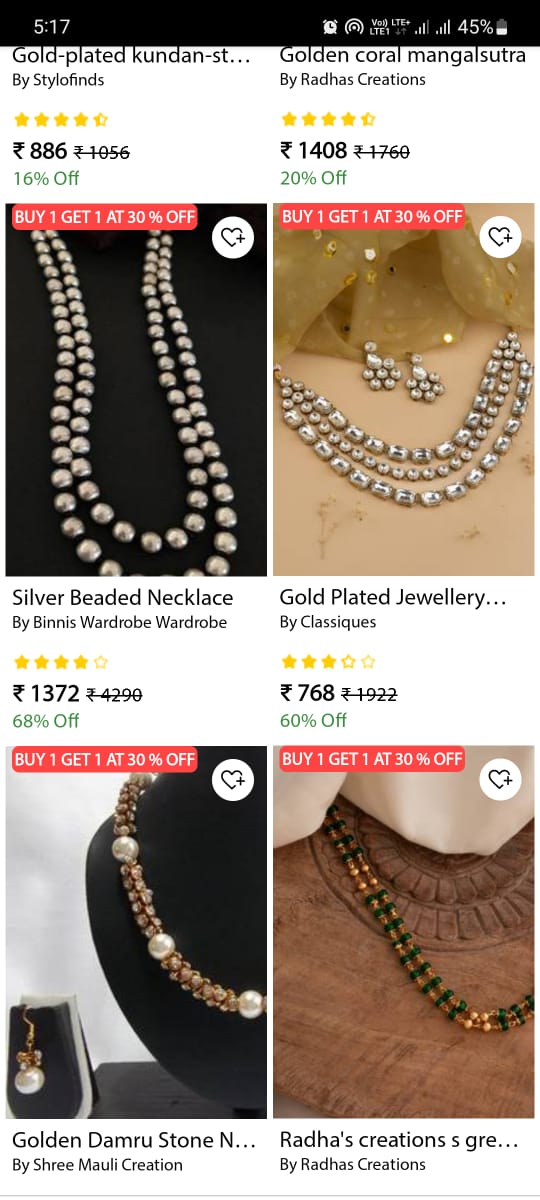 5:17
Vo)) LTE+
LTE1
45%
Gold-plated kundan-st...
By Stylofinds
₹ 886 ₹ 1056
16% Off
Golden coral mangalsutra
By Radhas Creations
₹ 1408 ₹ 1760
20% Off
BUY 1 GET 1 AT 30 % OFF
Silver Beaded Necklace
By Binnis Wardrobe Wardrobe
₹ 1372 ₹ 4290
68% Off
BUY 1 GET 1 AT 30 % OFF
Gold Plated Jewellery...
By Classiques
₹ 768 ₹ 1922
60% Off
BUY 1 GET 1 AT 30 % OFF
Golden Damru Stone N...
By Shree Mauli Creation
BUY 1 GET 1 AT 30 % OFF
Radha's creations s gre...
By Radhas Creations